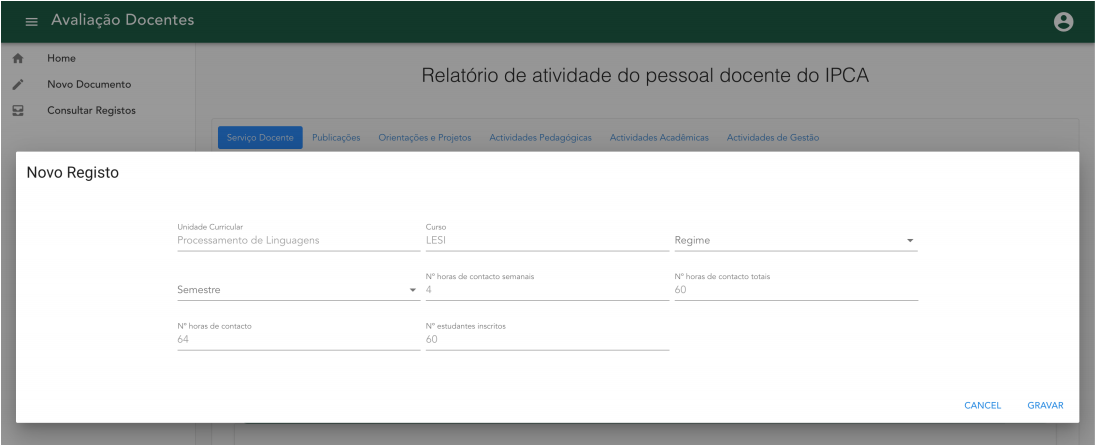 Avaliação Docentes
Home
Novo Documento
Consultar Registos
Relatório de atividade do pessoal docente do IPCA
Serviço Docente Publicações Orientações e Projetos Actividades Pedagógicas Actividades Académicas Actividades de Gestão
Novo Registo
Unidade Curricular Curso
Processamento de Linguagens LESI Regime
Nº horas de contacto semanais Nº horas de contacto totais
Semestre 4 60
Nº horas de contacto Nº estudantes inscritos
64 60
CANCEL GRAVAR